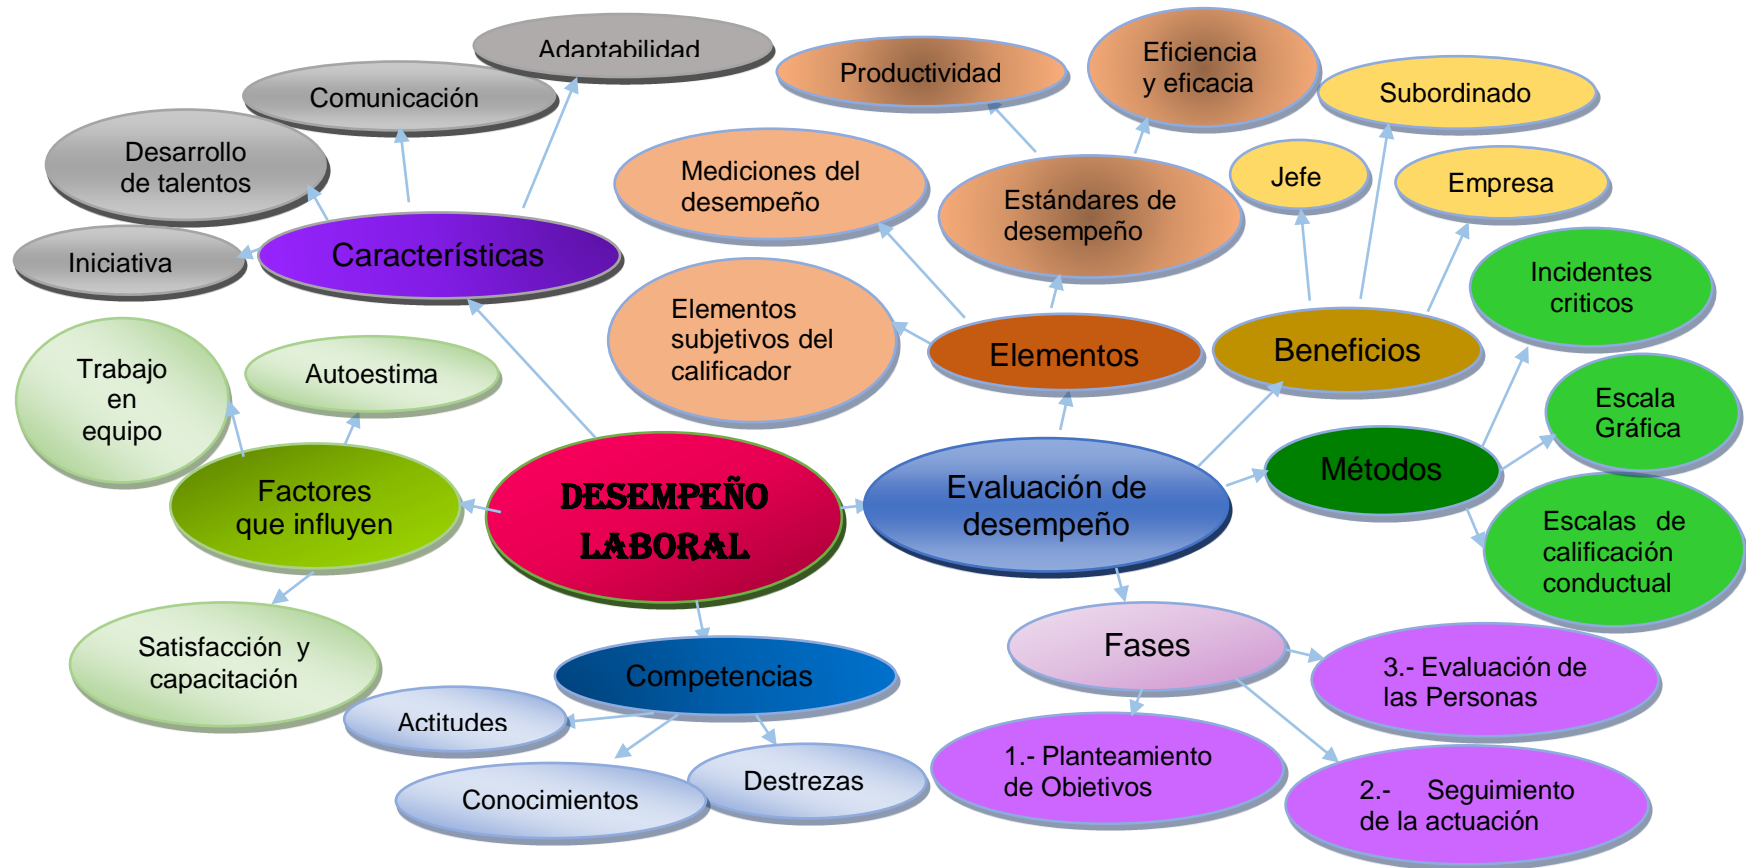 Adaptabilidad
Comunicación
Desarrollo
de talentos
Iniciativa
Características
Productividad
Eficiencia
y eficacia
Mediciones del
desempeño
Estándares de
desempeño
Elementos
subjetivos del
calificador
Elementos
Subordinado
Jefe
Empresa
Beneficios
Incidentes
criticos
Escala
Gráfica
Escalas de
calificación
conductual
Métodos
Trabajo
en
equipo
Autoestima
Factores
que influyen
Satisfacción y
capacitación
DESEMPEÑO
LABORAL
Evaluación de
desempeño
Competencias
Actitudes
Conocimientos
Destrezas
Fases
1.- Planteamiento
de Objetivos
2.- Seguimiento
de la actuación
3.- Evaluación de
las Personas